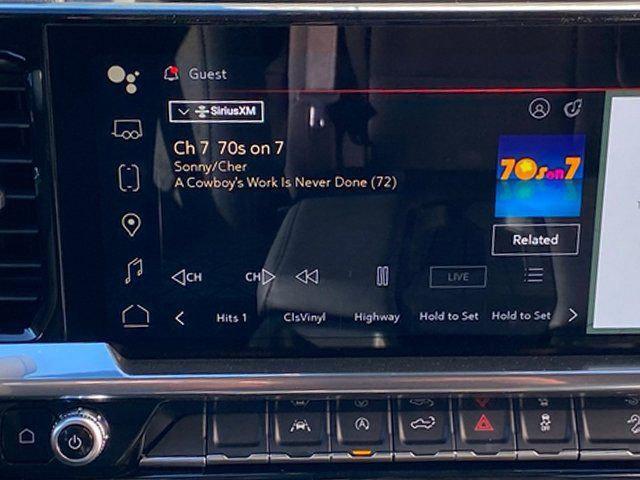 Guest
SiriusXM
Ch 7 70s on 7
Sonny/Cher
A Cowboy's Work Is Never Done (72)
70s on 7
Related
CH CH LIVE
Hits 1 ClsVinyl Highway Hold to Set Hold to Set
OFF